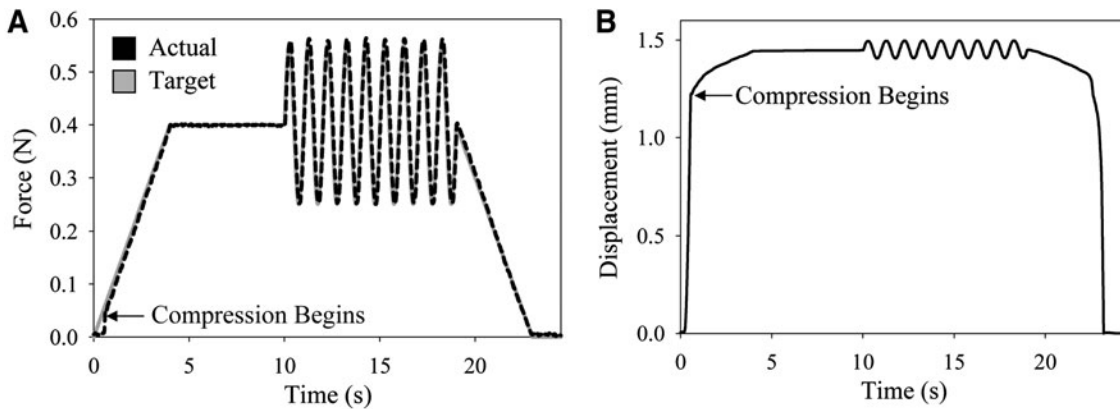 A
Actual
Target
0.6
0.5
0.4
0.3
0.2
0.1
0.0
Force (N)
Compression Begins
0
5
10
15
20
Time (s)
B
1.5
1.0
0.5
0.0
Displacement (mm)
Compression Begins
0
5
10
15
20
Time (s)